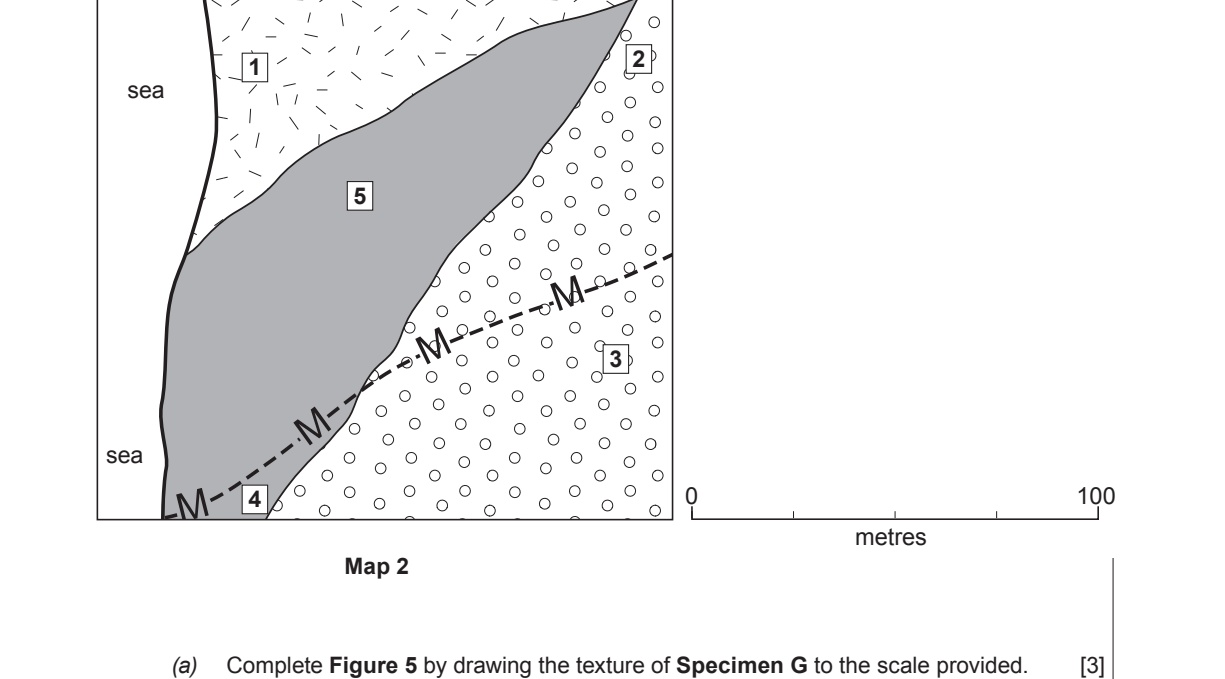 1
2
sea
5
M
M
3
M
sea
4
M
0 100
metres
Map 2
(a) Complete Figure 5 by drawing the texture of Specimen G to the scale provided. [3]